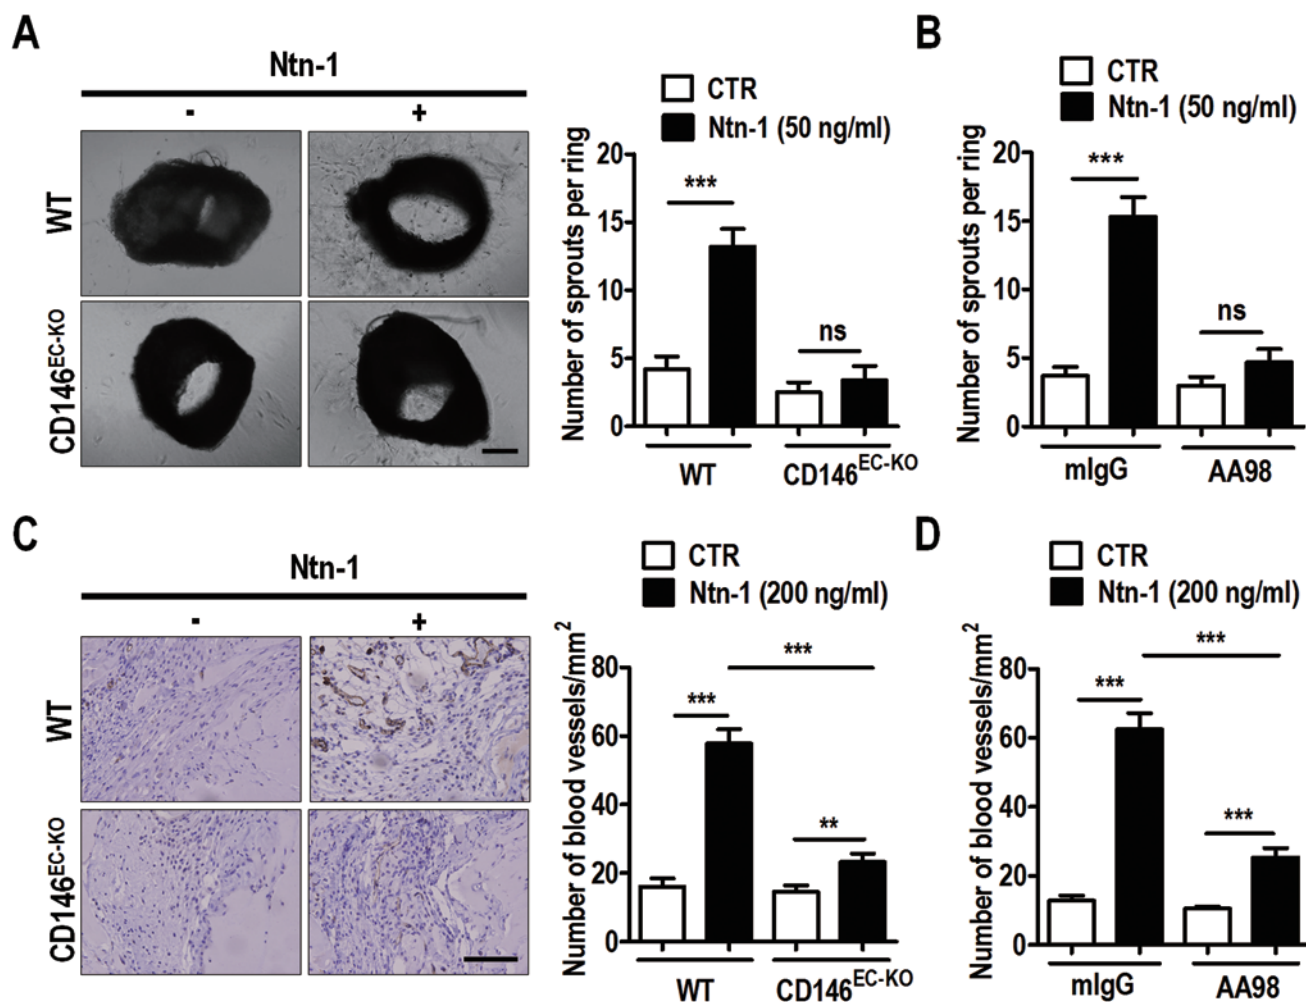 A
Ntn-1
- +
WT
CD146EC-KO
CTR
Ntn-1 (50 ng/ml)
Number of sprouts per ring
20
15
10
5
0
***
ns
WT CD146EC-KO
B
CTR
Ntn-1 (50 ng/ml)
Number of sprouts per ring
20
15
10
5
0
***
ns
mIgG AA98
C
Ntn-1
- +
WT
CD146EC-KO
CTR
Ntn-1 (200 ng/ml)
Number of blood vessels/mm2
80
60
40
20
0
***
***
**
WT CD146EC-KO
D
CTR
Ntn-1 (200 ng/ml)
Number of blood vessels/mm2
80
60
40
20
0
***
***
***
mIgG AA98